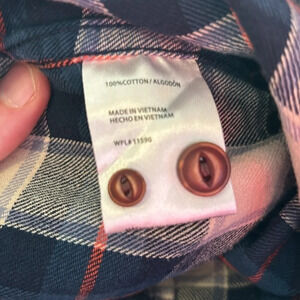 100%COTTON/ALGODÓN
MADE IN VIETNAM
HECHO EN VIETNAM
WPL# 11590